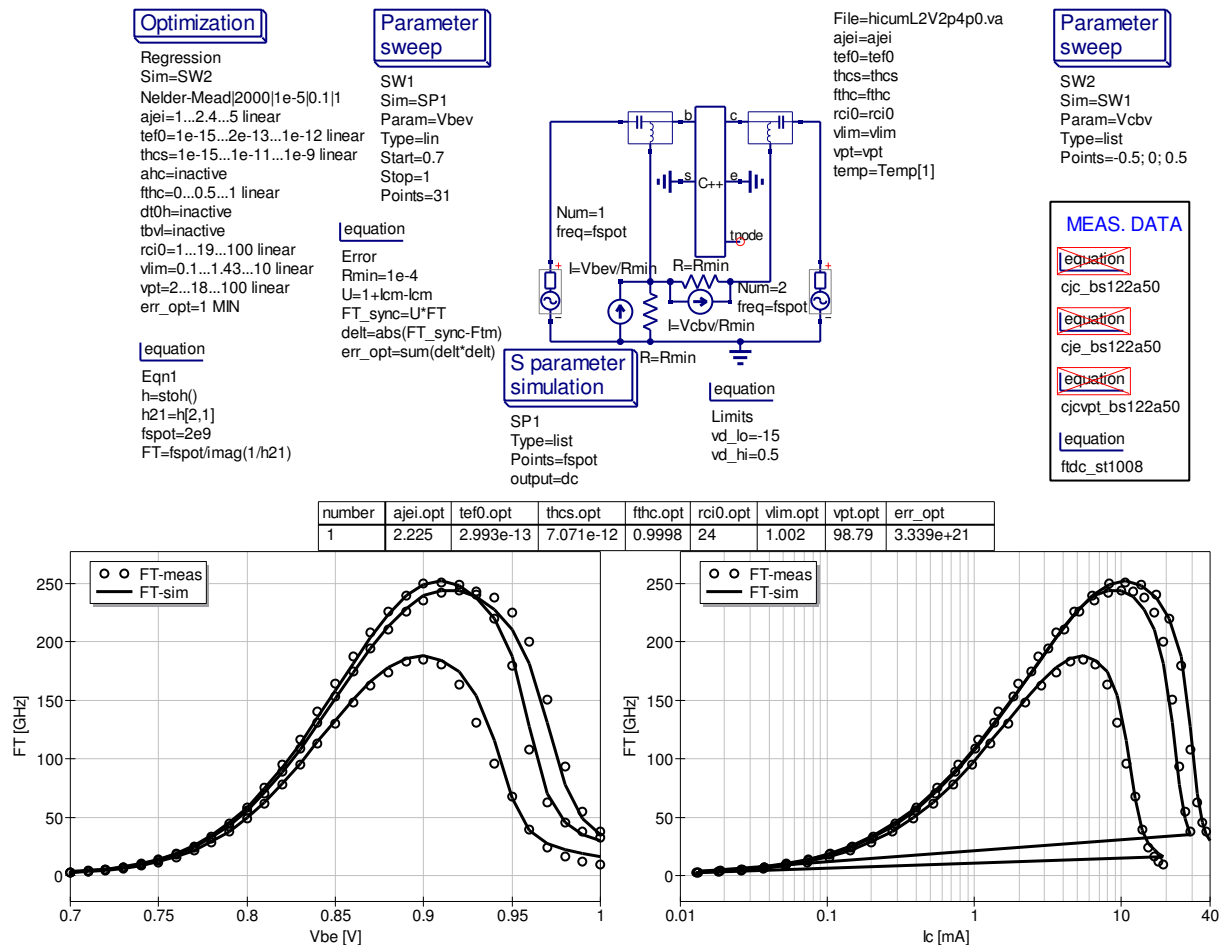 Optimization
Regression
Sim=SW2
Nelder-Mead|2000|1e-5|0.1|1
ajei=1...2.4...5 linear
tef0=1e-15...2e-13...1e-12 linear
thcs=1e-15...1e-11...1e-9 linear
ahc=inactive
fthc=0...0.5...1 linear
dt0h=inactive
tbvl=inactive
rci0=1...19...100 linear
vlim=0.1...1.43...10 linear
vpt=2...18...100 linear
err_opt=1 MIN
equation
Eqn1
h=stoh()
h21=h[2,1]
fspot=2e9
FT=fspot/imag(1/h21)
Parameter
sweep
SW1
Sim=SP1
Param=Vbev
Type=lin
Start=0.7
Stop=1
Points=31
equation
Error
Rmin=1e-4
U=1+Icm-Icm
FT_sync=U*FT
delt=abs(FT_sync-Ftm)
err_opt=sum(delt*delt)
b
c
s
C++
e
tnode
Num=1
freq=fspot
I=Vbev/Rmin
R=Rmin
Num=2
freq=fspot
I=Vcbv/Rmin
R=Rmin
S parameter
simulation
SP1
Type=list
Points=fspot
output=dc
equation
Limits
vd_lo=-15
vd_hi=0.5
File=hicumL2V2p4p0.va
ajei=ajei
tef0=tef0
thcs=thcs
fthc=fthc
rci0=rci0
vlim=vlim
vpt=vpt
temp=Temp[1]
Parameter
sweep
SW2
Sim=SW1
Param=Vcbv
Type=list
Points=-0.5; 0; 0.5
MEAS. DATA
equation
cjc_bs122a50
equation
cje_bs122a50
equation
cjcvpt_bs122a50
equation
ftdc_st1008
number ajei.opt tef0.opt thcs.opt fthc.opt rci0.opt vlim.opt vpt.opt err_opt
1 2.225 2.993e-13 7.071e-12 0.9998 24 1.002 98.79 3.339e+21
FT-meas
FT-sim
250
200
150
100
50
0
FT [GHz]
0.7 0.75 0.8 0.85 0.9 0.95 1
Vbe [V]
FT-meas
FT-sim
250
200
150
100
50
0
FT [GHz]
0.01 0.1 1 10 40
Ic [mA]